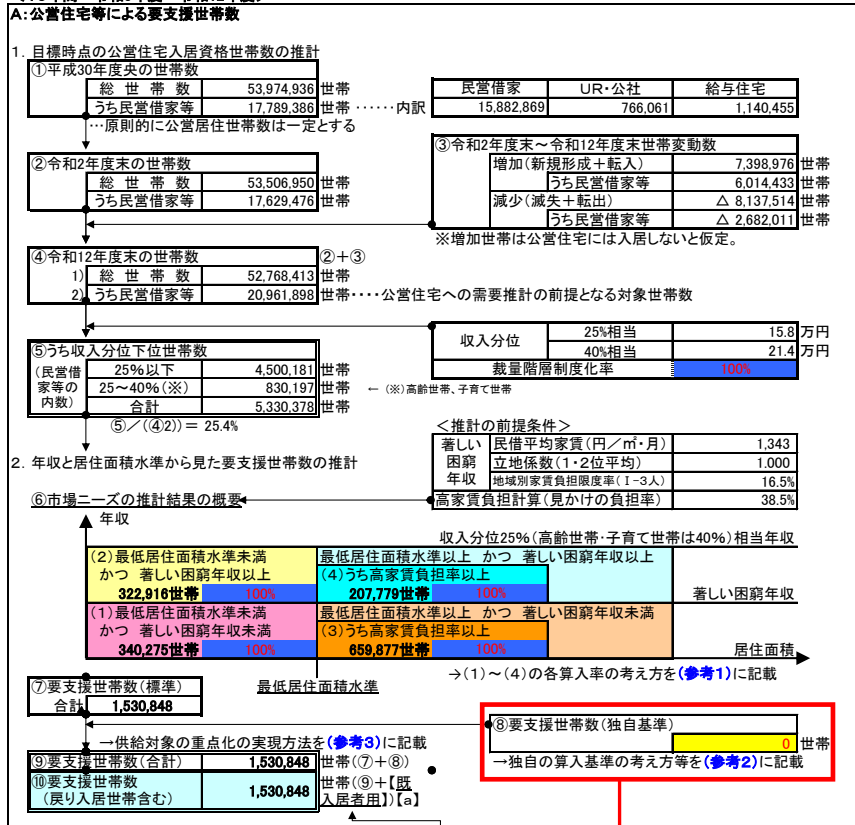 A:公営住宅等による要支援世帯数
1. 目標時点の公営住宅入居資格世帯数の推計
①平成30年度央の世帯数
総 世 帯 数 53,974,936 世帯
うち民営借家等 17,789,386 世帯 ‥‥‥内訳
民営借家 UR・公社 給与住宅
15,882,869 766,061 1,140,455
…原則的に公営居住世帯数は一定とする
③令和2年度末～令和12年度末世帯変動数
増加(新規形成+転入) 7,398,976 世帯
うち民営借家等 6,014,433 世帯
減少(滅失+転出) △ 8,137,514 世帯
うち民営借家等 △ 2,682,011 世帯
※増加世帯は公営住宅には入居しないと仮定。
②令和2年度末の世帯数
総 世 帯 数 53,506,950 世帯
うち民営借家等 17,629,476 世帯
④令和12年度末の世帯数 ②+③
1) 総 世 帯 数 52,768,413 世帯
2) うち民営借家等 20,961,898 世帯‥‥公営住宅への需要推計の前提となる対象世帯数
収入分位 25%相当 15.8 万円
40%相当 21.4 万円
裁量階層制度化率 100%
⑤うち収入分位下位世帯数
(民営借家等の内数) 25%以下 4,500,181 世帯
25～40%(※) 830,197 世帯 ← (※)高齢世帯、子育て世帯
合計 5,330,378 世帯
⑤/(④2))= 25.4%
<推計の前提条件>
著しい困窮年収 民借平均家賃(円/㎡・月) 1,343
立地係数(1・2位平均) 1.000
地域別家賃負担限度率(Ⅰ-3人) 16.5%
高家賃負担計算(見かけの負担率) 38.5%
2. 年収と居住面積水準から見た要支援世帯数の推計
⑥市場ニーズの推計結果の概要
年収
収入分位25%(高齢世帯・子育て世帯は40%)相当年収
(2)最低居住面積水準未満
かつ 著しい困窮年収以上
322,916世帯 100%
最低居住面積水準以上 かつ 著しい困窮年収以上
(4)うち高家賃負担率以上
207,779世帯 100%
著しい困窮年収
(1)最低居住面積水準未満
かつ 著しい困窮年収未満
340,275世帯 100%
最低居住面積水準以上 かつ 著しい困窮年収未満
(3)うち高家賃負担率以上
659,877世帯 100%
居住面積
最低居住面積水準
→(1)～(4)の各算入率の考え方を(参考1)に記載
⑦要支援世帯数(標準)
合計 1,530,848
⑧要支援世帯数(独自基準)
0 世帯
→独自の算入基準の考え方等を(参考2)に記載
→供給対象の重点化の実現方法を(参考3)に記載
⑨要支援世帯数(合計) 1,530,848 世帯(⑦+⑧)
⑩要支援世帯数
(戻り入居世帯含む) 1,530,848 世帯(⑨+【既入居者用】)【a】